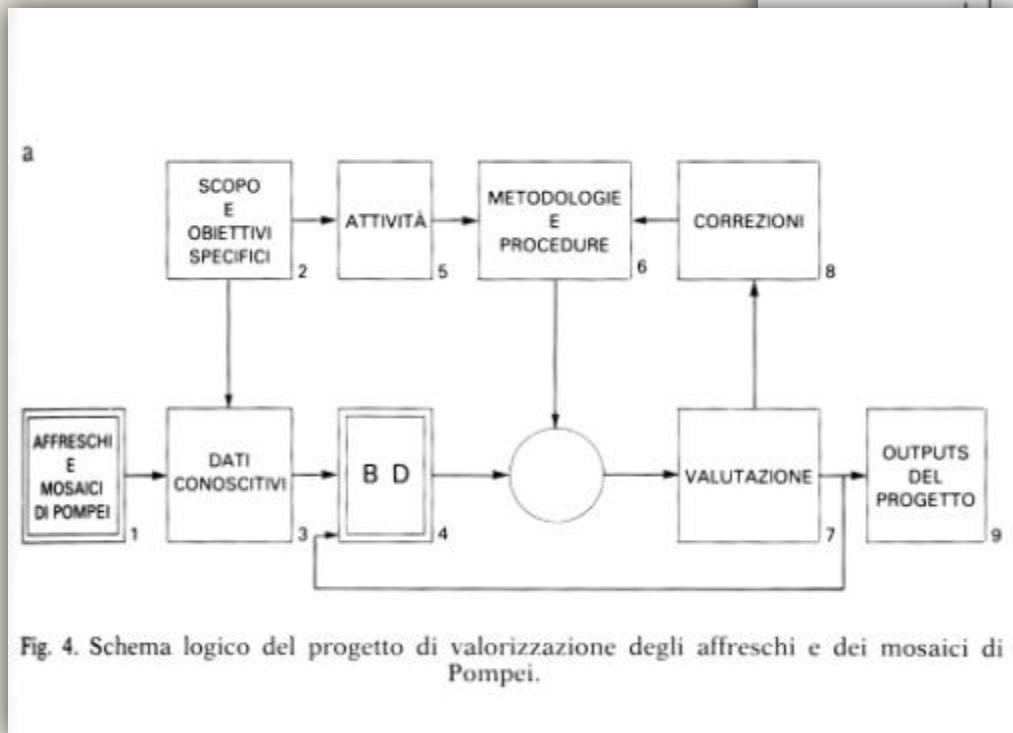 a
SCOPO
E
OBIETTIVI
SPECIFICI
2
ATTIVITÀ
5
METODOLOGIE
E
PROCEDURE
6
CORREZIONI
8
AFFRESCHI
E
MOSAICI
DI POMPEI
1
DATI
CONOSCITIVI
3
B D
4
VALUTAZIONE
7
OUTPUTS
DEL
PROGETTO
9
Fig. 4. Schema logico del progetto di valorizzazione degli affreschi e dei mosaici di
Pompei.